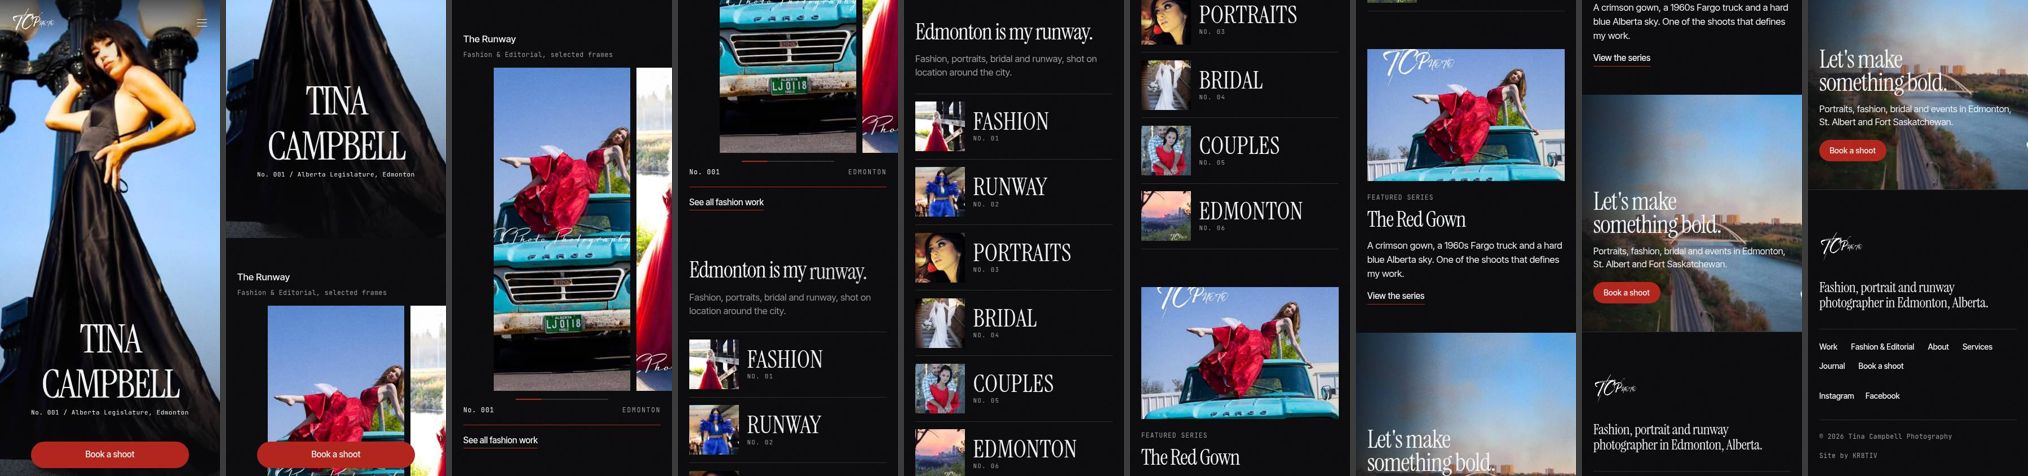 TCPHOTO
TINA
CAMPBELL
No. 001 / Alberta Legislature, Edmonton
Book a shoot
TINA
CAMPBELL
No. 001 / Alberta Legislature, Edmonton
The Runway
Fashion & Editorial, selected frames
Book a shoot
The Runway
Fashion & Editorial, selected frames
ALBERTA
LJ0118
No. 001
EDMONTON
See all fashion work
ALBERTA
LJ0118
No. 001
EDMONTON
See all fashion work
Edmonton is my runway.
Fashion, portraits, bridal and runway, shot on
location around the city.
FASHION
NO. 01
RUNWAY
NO. 02
Edmonton is my runway.
Fashion, portraits, bridal and runway, shot on
location around the city.
FASHION
NO. 01
RUNWAY
NO. 02
PORTRAITS
NO. 03
BRIDAL
NO. 04
COUPLES
NO. 05
EDMONTON
NO. 06
PORTRAITS
NO. 03
BRIDAL
NO. 04
COUPLES
NO. 05
EDMONTON
NO. 06
TCPHOTO
FEATURED SERIES
The Red Gown
TCPHOTO
FEATURED SERIES
The Red Gown
A crimson gown, a 1960s Fargo truck and a hard
blue Alberta sky. One of the shoots that defines
my work.
View the series
Let's make
something bold.
A crimson gown, a 1960s Fargo truck and a hard
blue Alberta sky. One of the shoots that defines
my work.
View the series
Let's make
something bold.
Portraits, fashion, bridal and events in Edmonton,
St. Albert and Fort Saskatchewan.
Book a shoot
TCPHOTO
Fashion, portrait and runway
photographer in Edmonton, Alberta.
Let's make
something bold.
Portraits, fashion, bridal and events in Edmonton,
St. Albert and Fort Saskatchewan.
Book a shoot
TCPHOTO
Fashion, portrait and runway
photographer in Edmonton, Alberta.
Work Fashion & Editorial About Services
Journal Book a shoot
Instagram Facebook
© 2026 Tina Campbell Photography
Site by KR8TIV